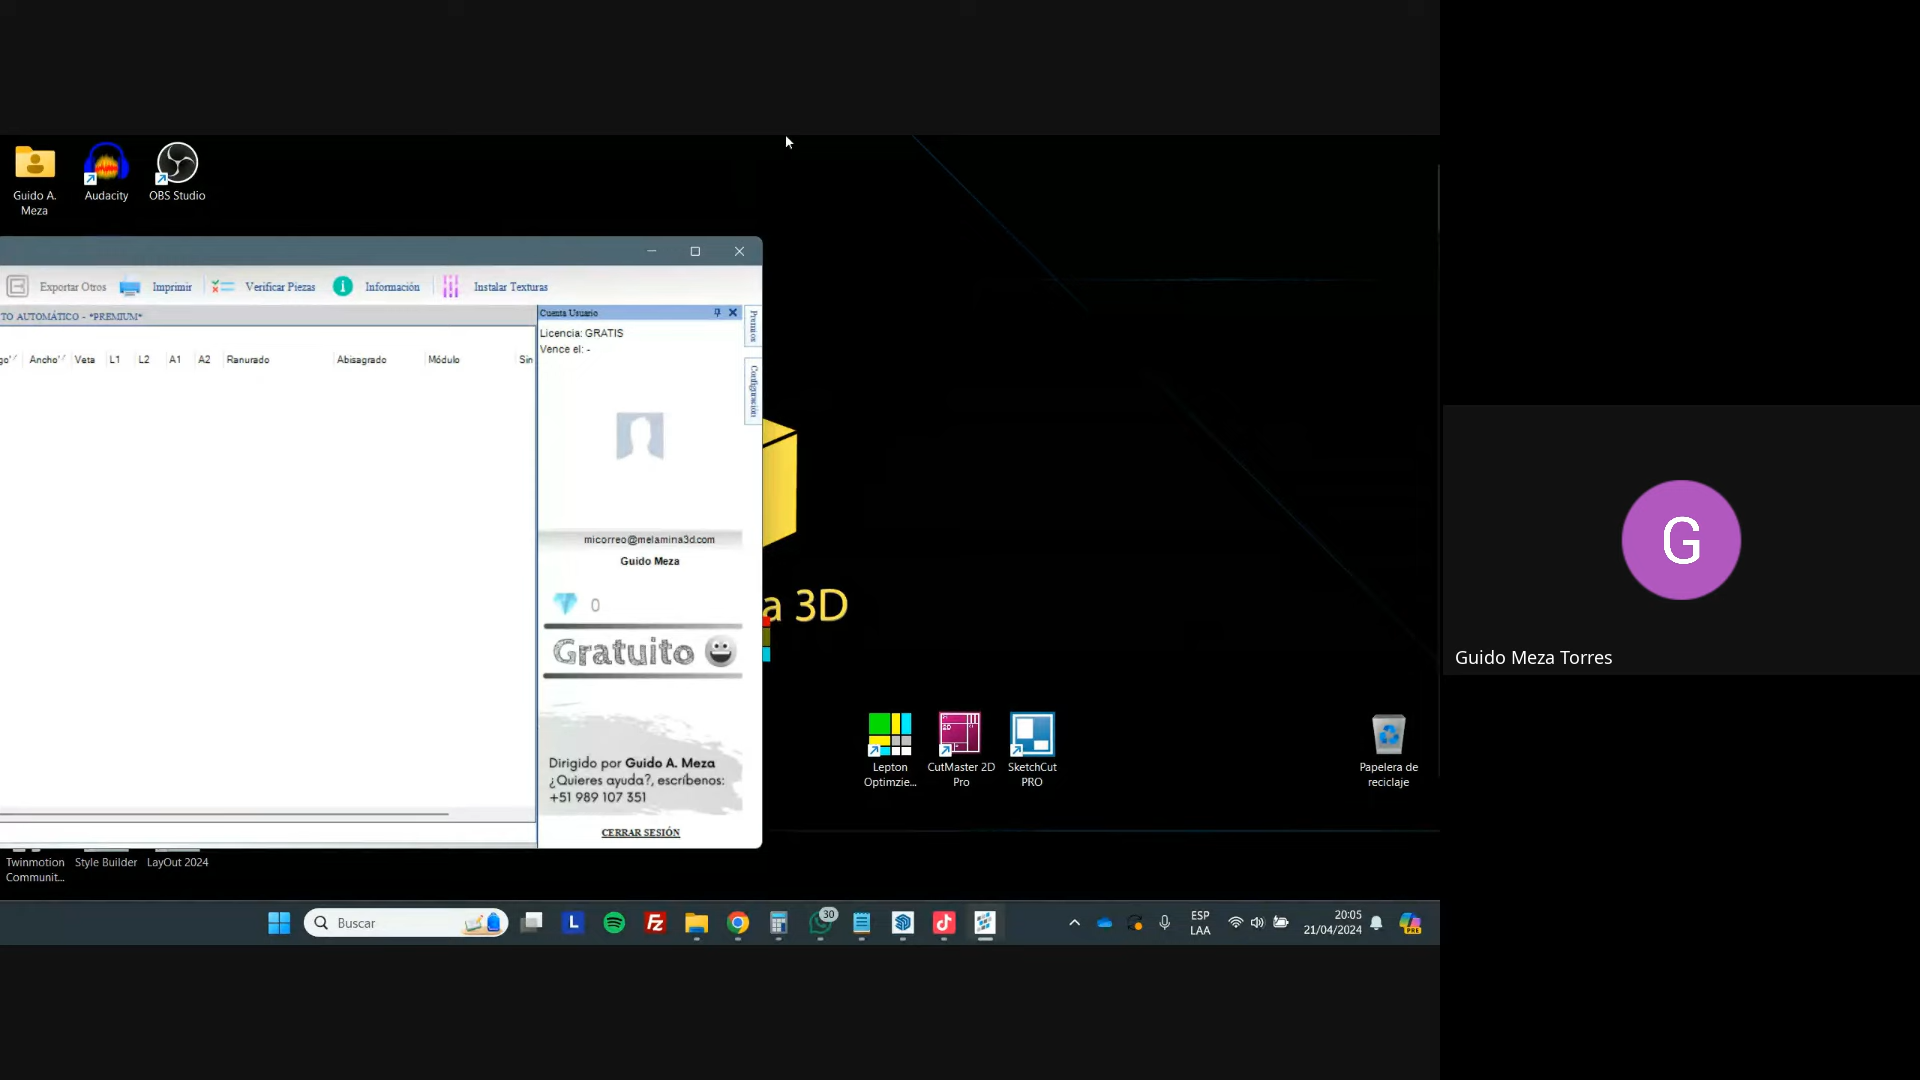 Guido A.
Meza
Audacity
OBS Studio
Exportar Otros
Imprimir
Verificar Piezas
Información
Instalar Texturas
TO AUTOMÁTICO - *PREMIUM*
Cuenta Usuario
Premios
Configuración
Licencia: GRATIS
Vence el: -
go
Ancho
Veta
L1
L2
A1
A2
Ranurado
Abisagrado
Módulo
Sin
micorreo@melamina3d.com
Guido Meza
0
Gratuito
Dirigido por Guido A. Meza
¿Quieres ayuda?, escríbenos:
+51 989 107 351
CERRAR SESIÓN
a 3D
Lepton
Optimzie...
CutMaster 2D
Pro
SketchCut
PRO
Papelera de
reciclaje
Twinmotion
Communit...
Style Builder
LayOut 2024
Buscar
L
30
ESP
LAA
20:05
21/04/2024
PRE
G
Guido Meza Torres